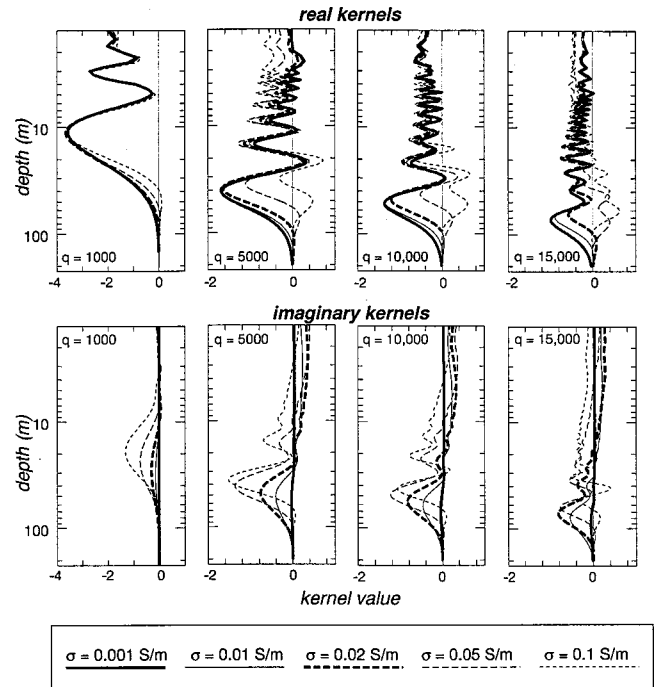 real kernels
depth (m)
10
100
q = 1000
q = 5000
q = 10,000
q = 15,000
-4 -2 0
-2 0
-2 0
-2 0
imaginary kernels
q = 1000
q = 5000
q = 10,000
q = 15,000
depth (m)
10
100
-4 -2 0
-2 0
-2 0
-2 0
kernel value
σ = 0.001 S/m σ = 0.01 S/m σ = 0.02 S/m σ = 0.05 S/m σ = 0.1 S/m